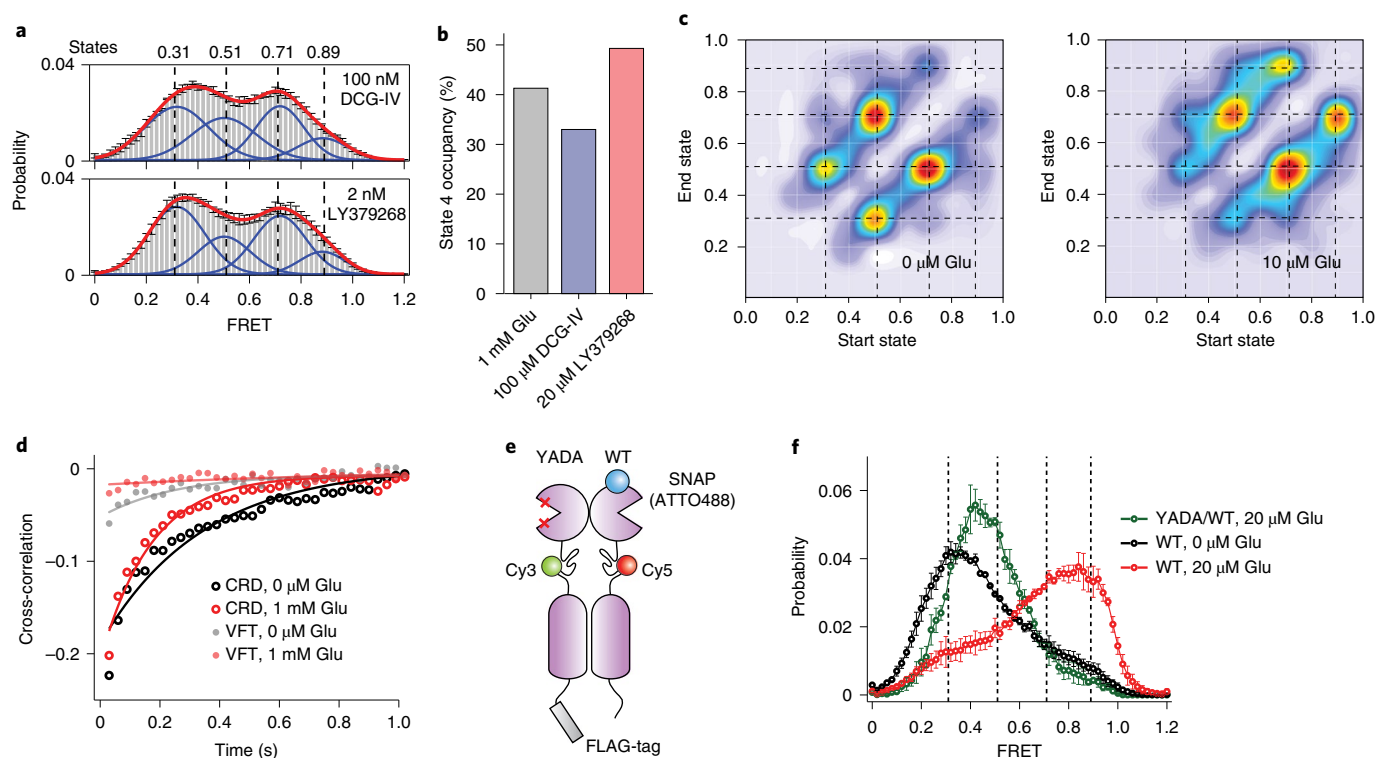 a
States 0.31 0.51 0.71 0.89
0.04
100 nM
DCG-IV
0
0.04
2 nM
LY379268
0
Probability
0 0.2 0.4 0.6 0.8 1.0 1.2
FRET
b
State 4 occupancy (%)
50
40
30
20
10
0
1 mM Glu
100 μM DCG-IV
20 μM LY379268
c
End state
1.0
0.8
0.6
0.4
0.2
0 μM Glu
0.0 0.2 0.4 0.6 0.8 1.0
Start state
End state
1.0
0.8
0.6
0.4
0.2
10 μM Glu
0.0 0.2 0.4 0.6 0.8 1.0
Start state
d
Cross-correlation
0
−0.1
−0.2
CRD, 0 μM Glu
CRD, 1 mM Glu
VFT, 0 μM Glu
VFT, 1 mM Glu
0 0.2 0.4 0.6 0.8 1.0
Time (s)
e
YADA WT
SNAP
(ATTO488)
Cy3 Cy5
FLAG-tag
f
Probability
0.06
0.04
0.02
0
0 0.2 0.4 0.6 0.8 1.0 1.2
FRET
YADA/WT, 20 μM Glu
WT, 0 μM Glu
WT, 20 μM Glu